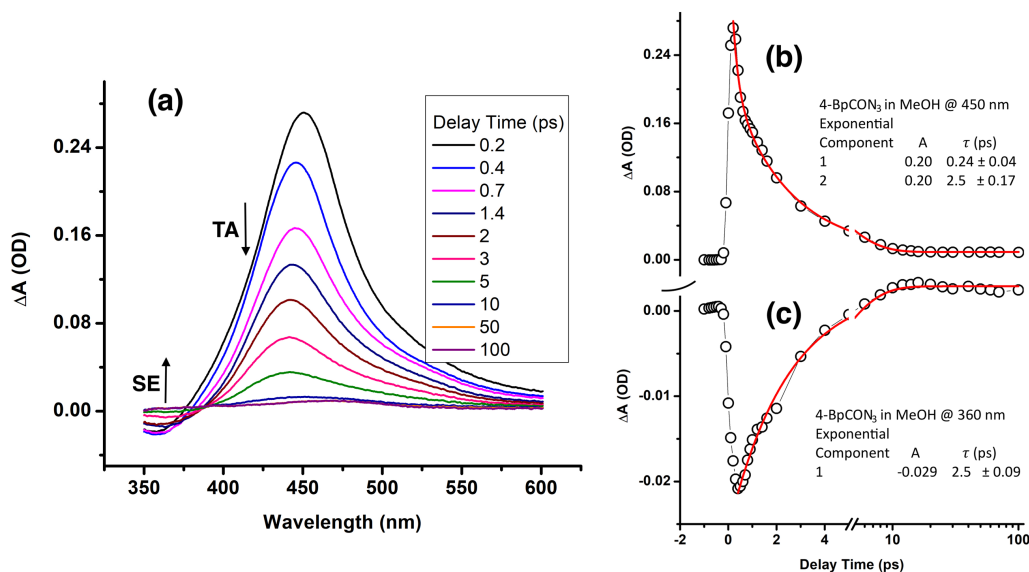 (a)
Delay Time (ps)
0.2
0.4
0.7
1.4
2
3
5
10
50
100
TA
SE
ΔA (OD)
0.24
0.16
0.08
0.00
350 400 450 500 550 600
Wavelength (nm)
(b)
4-BpCON₃ in MeOH @ 450 nm
Exponential
Component A τ (ps)
1 0.20 0.24 ± 0.04
2 0.20 2.5 ± 0.17
ΔA (OD)
0.24
0.16
0.08
0.00
(c)
4-BpCON₃ in MeOH @ 360 nm
Exponential
Component A τ (ps)
1 -0.029 2.5 ± 0.09
ΔA (OD)
0.00
-0.01
-0.02
-2 0 2 4 10 100
Delay Time (ps)